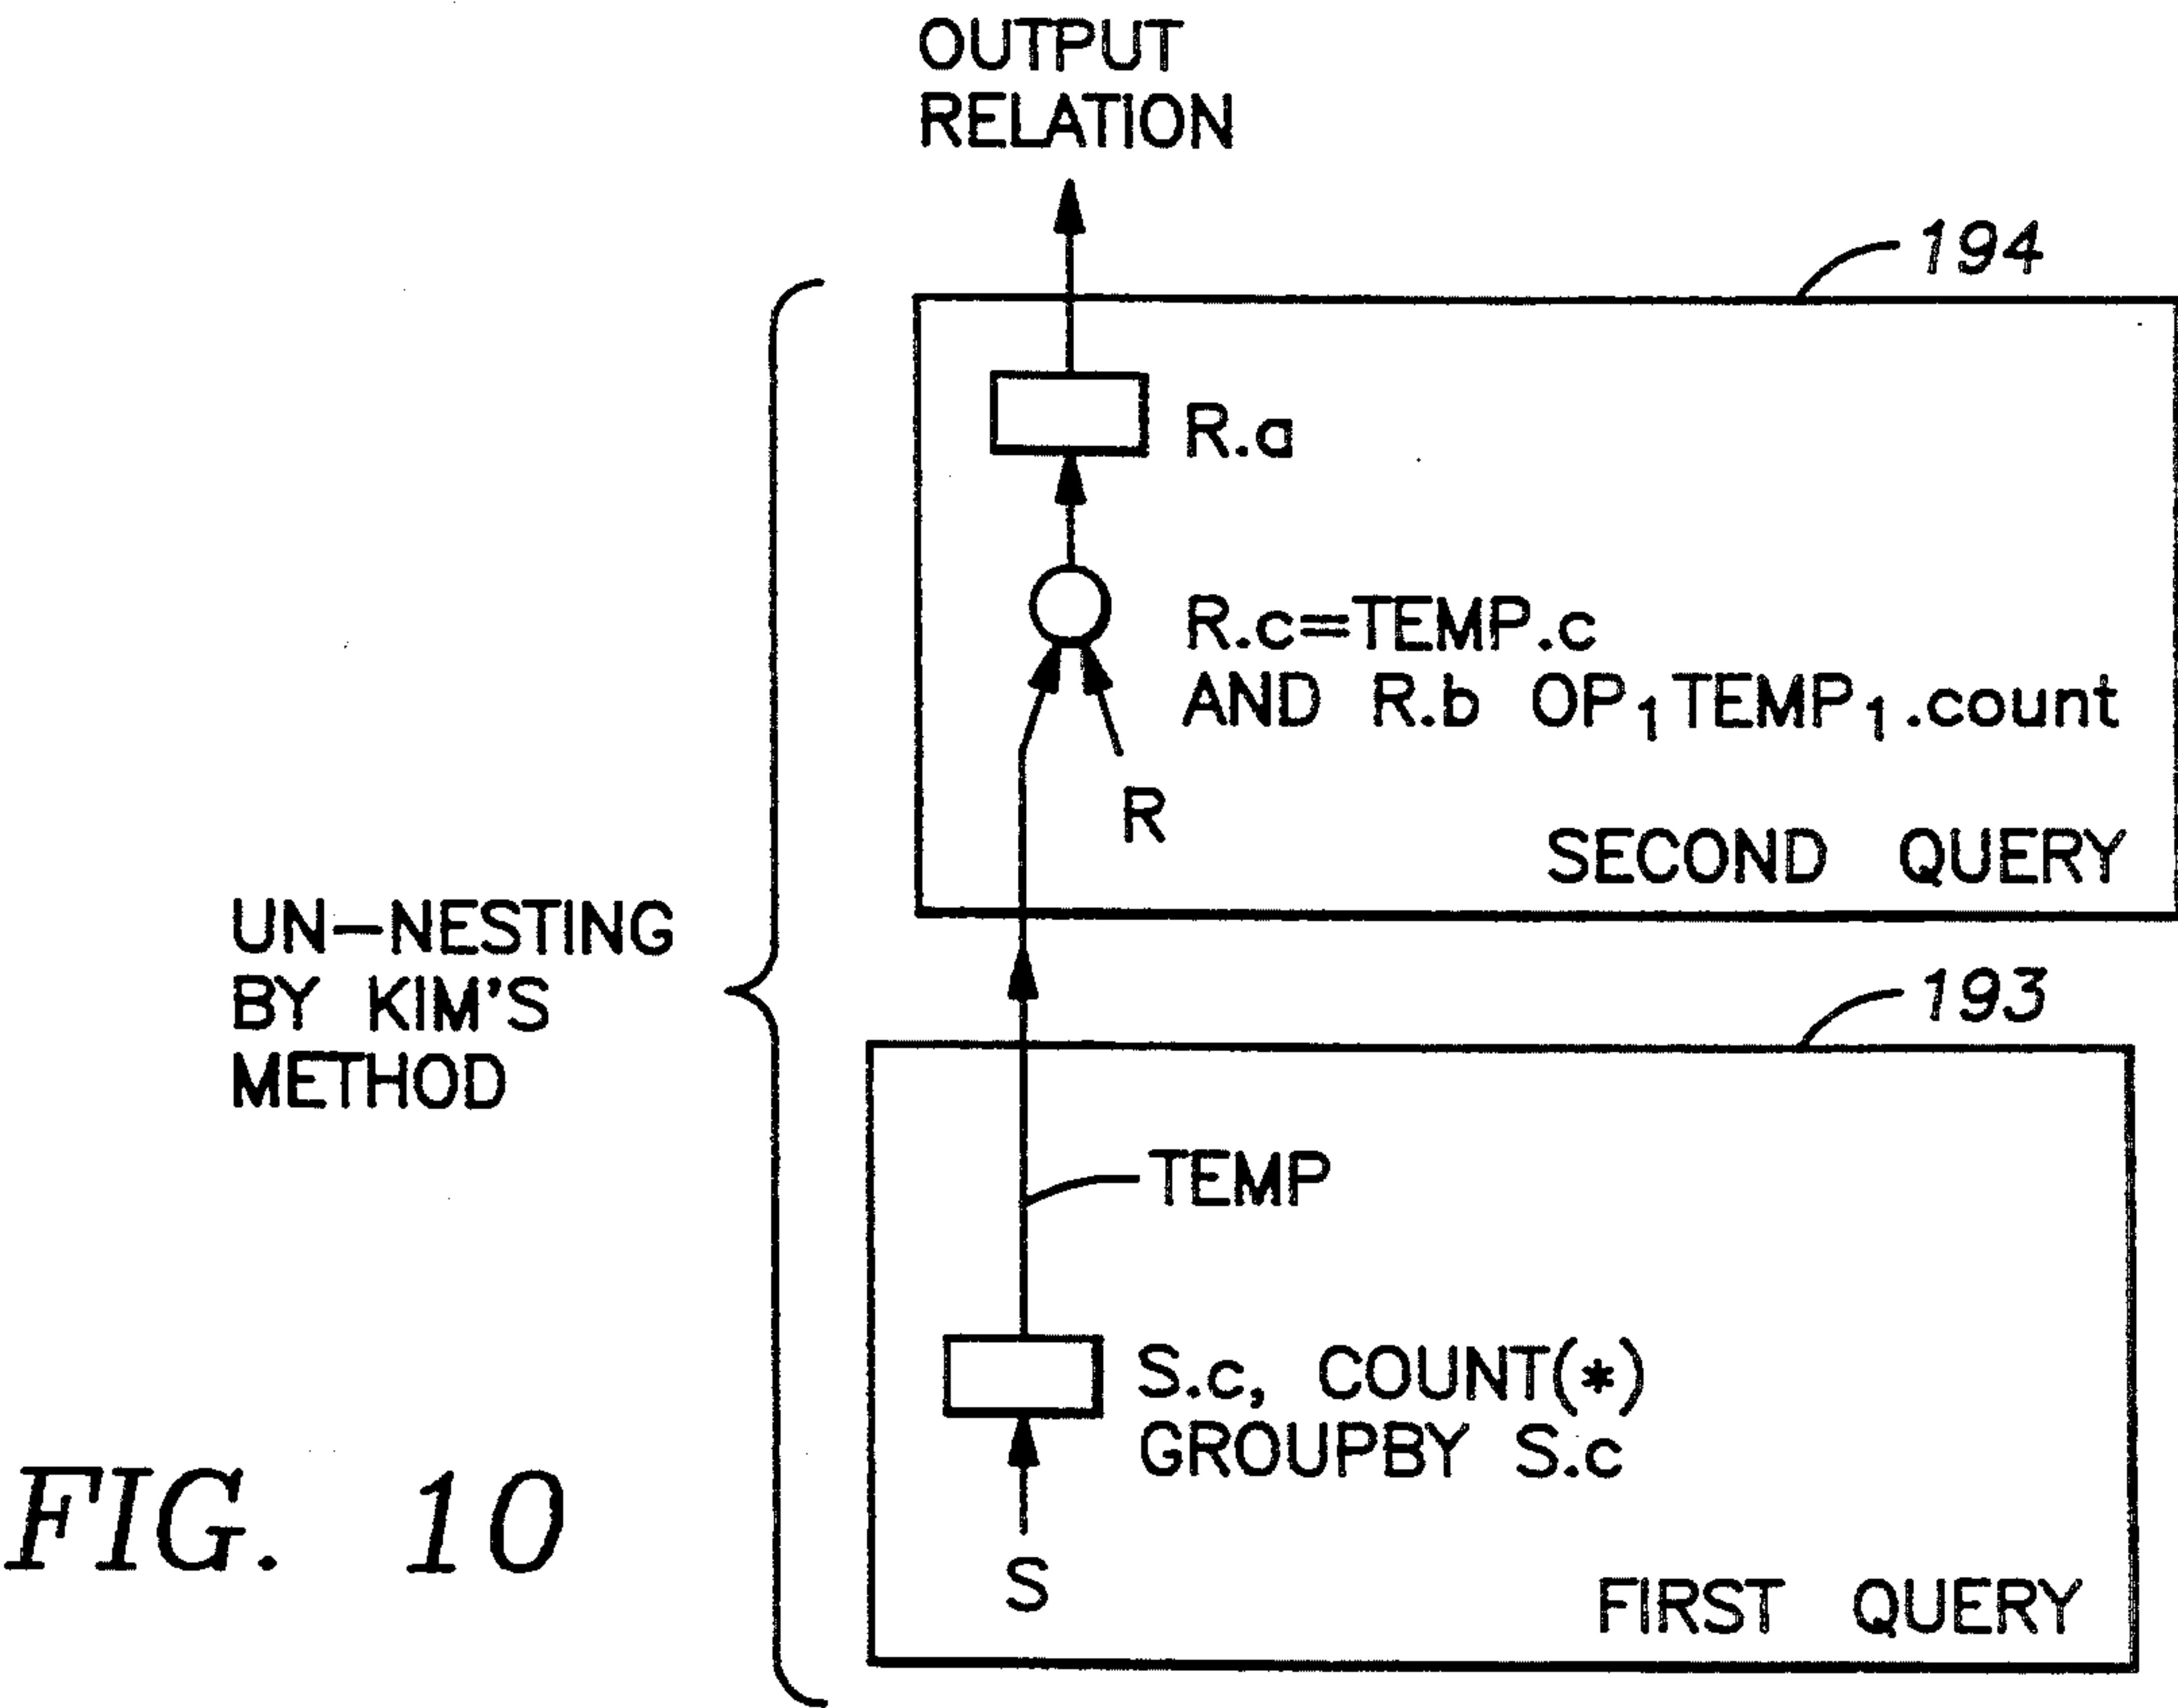 OUTPUT
RELATION
194
R.a
R.c=TEMP.c
AND R.b OP₁TEMP₁.count
R
SECOND QUERY
UN-NESTING
BY KIM'S
METHOD
193
TEMP
S.c, COUNT(*)
GROUPBY S.c
S
FIRST QUERY
FIG. 10